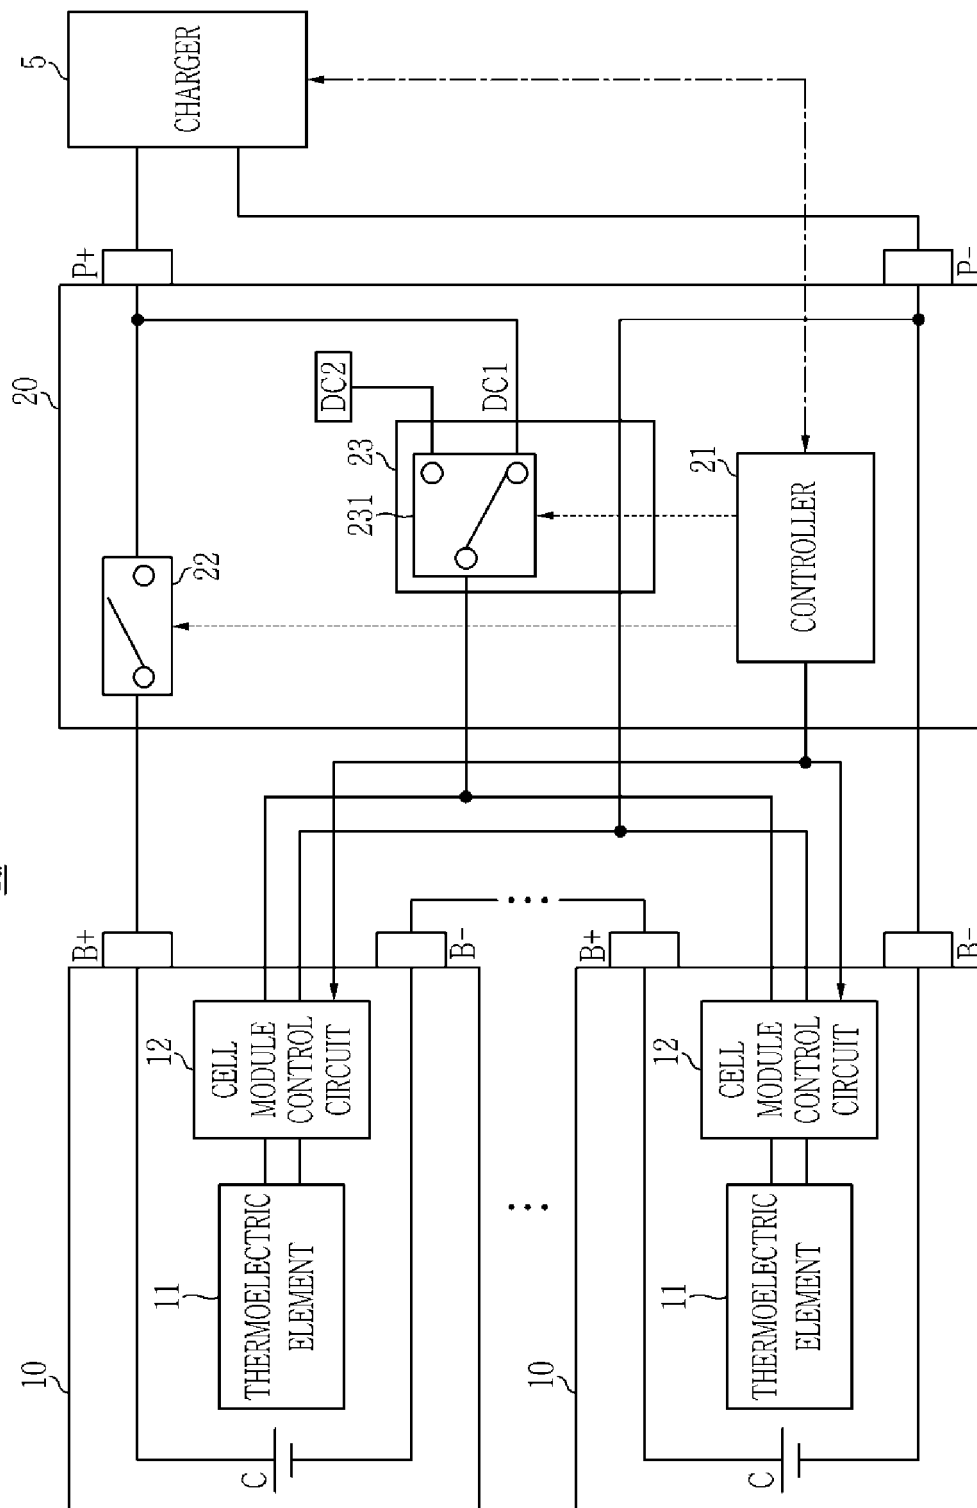 10
C
11
THERMOELECTRIC
ELEMENT
12
CELL
MODULE
CONTROL
CIRCUIT
B+
B-
20
22
P+
5
CHARGER
DC2
DC1
23
231
21
CONTROLLER
10
C
11
THERMOELECTRIC
ELEMENT
12
CELL
MODULE
CONTROL
CIRCUIT
B+
B-
P-